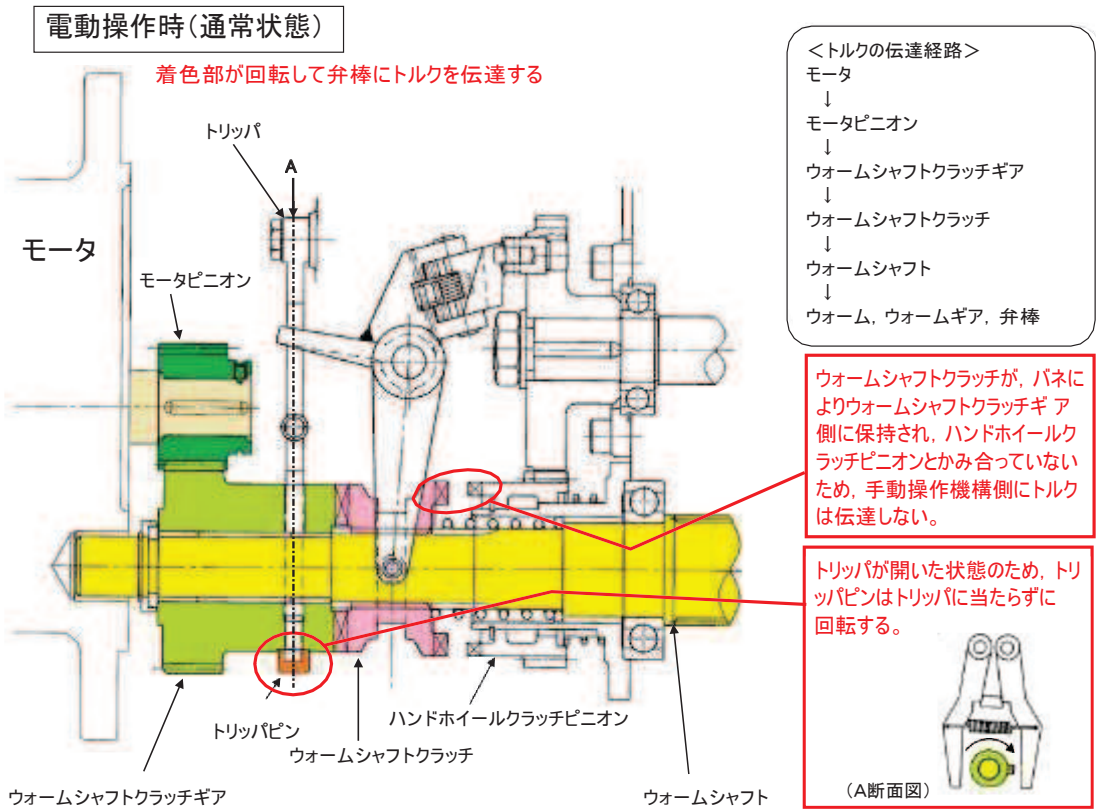 電動操作時(通常状態)
着色部が回転して弁棒にトルクを伝達する
<トルクの伝達経路>
モータ
↓
モータピニオン
↓
ウォームシャフトクラッチギア
↓
ウォームシャフトクラッチ
↓
ウォームシャフト
↓
ウォーム, ウォームギア, 弁棒
トリッパ
A
モータ
モータピニオン
ウォームシャフトクラッチが, バネに
よりウォームシャフトクラッチギ ア
側に保持され, ハンドホイールク
ラッチピニオンとかみ合っていない
ため, 手動操作機構側にトルク
は伝達しない。
トリッパが開いた状態のため, トリ
ッパピンはトリッパに当たらずに
回転する。
(A断面図)
トリッパピン
ハンドホイールクラッチピニオン
ウォームシャフトクラッチ
ウォームシャフトクラッチギア
ウォームシャフト